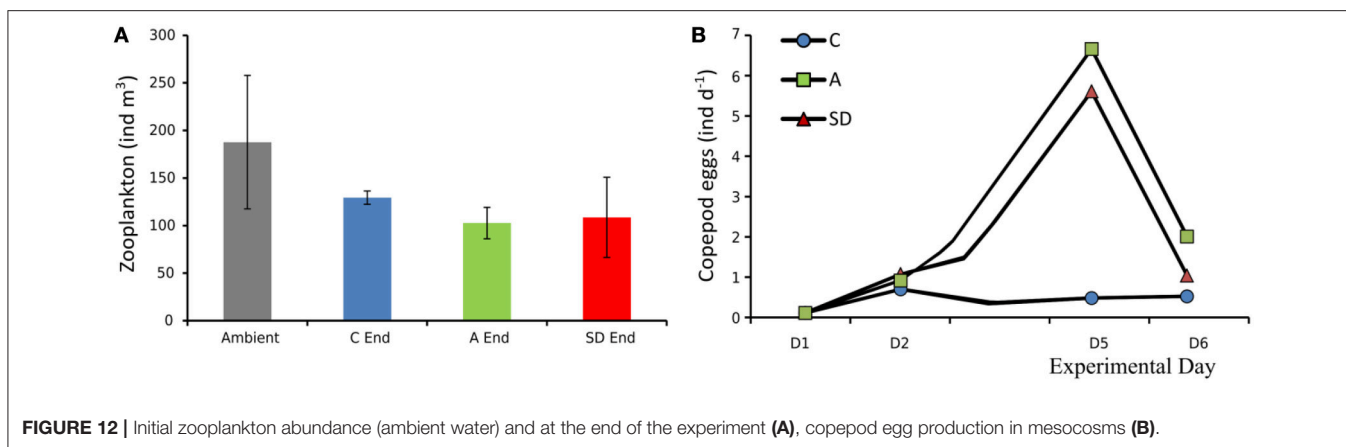 A
300
250
200
150
100
50
0
Zooplankton (ind m³)
Ambient
C End
A End
SD End
B
7
6
5
4
3
2
1
0
Copepod eggs (ind d⁻¹)
C
A
SD
D1
D2
D5
D6
Experimental Day
FIGURE 12 | Initial zooplankton abundance (ambient water) and at the end of the experiment (A), copepod egg production in mesocosms (B).